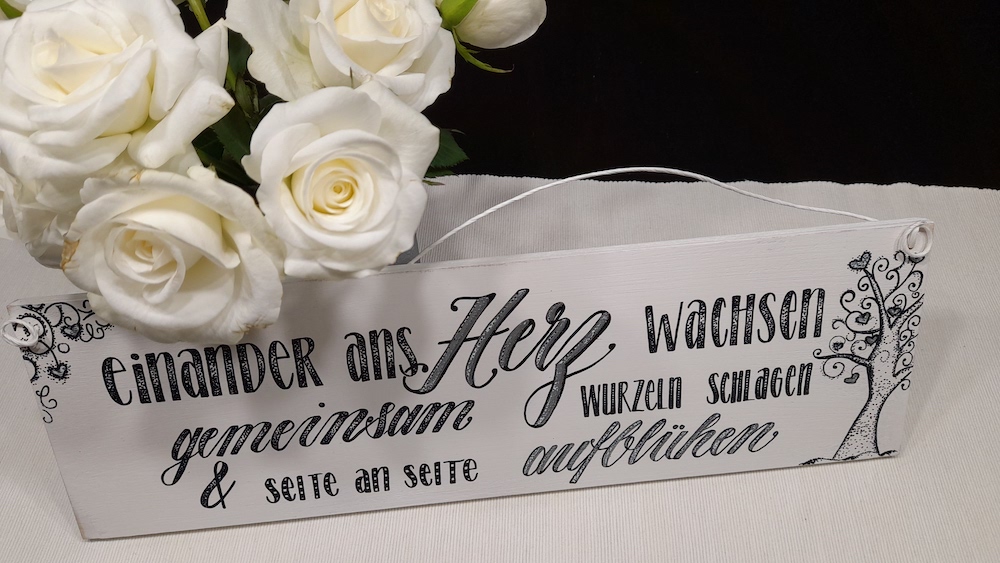 einander ans Herz wachsen
gemeinsam wurzeln schlagen
& seite an seite aufblühen